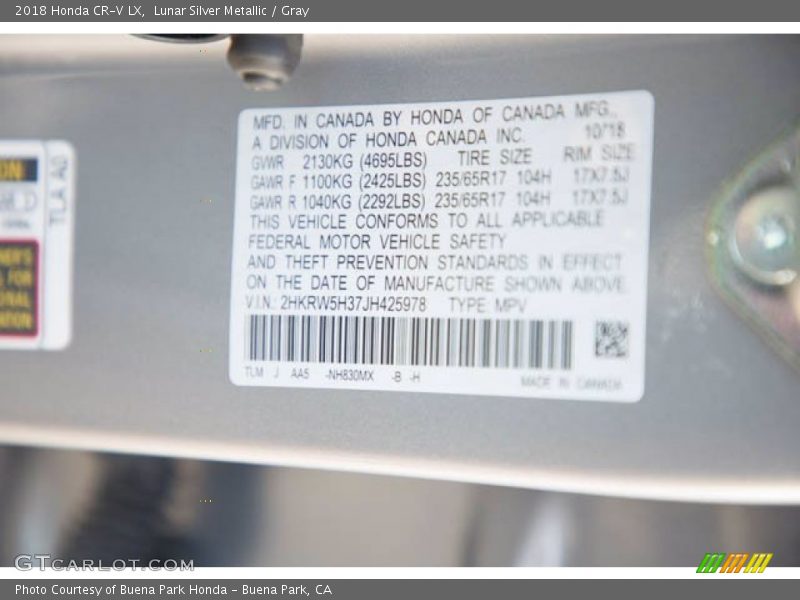 2018 Honda CR-V LX, Lunar Silver Metallic / Gray
MFD. IN CANADA BY HONDA OF CANADA MFG.,
A DIVISION OF HONDA CANADA INC. 10/18
GVWR 2130KG (4695LBS) TIRE SIZE RIM SIZE
GAWR F 1100KG (2425LBS) 235/65R17 104H 17X7.5J
GAWR R 1040KG (2292LBS) 235/65R17 104H 17X7.5J
THIS VEHICLE CONFORMS TO ALL APPLICABLE
FEDERAL MOTOR VEHICLE SAFETY
AND THEFT PREVENTION STANDARDS IN EFFECT
ON THE DATE OF MANUFACTURE SHOWN ABOVE
V.I.N.: 2HKRW5H37JH425978 TYPE MPV
TLM J AA5 -NH830MX -B -H
MADE IN CANADA
TLA A0
GTCARLOT.COM
Photo Courtesy of Buena Park Honda - Buena Park, CA